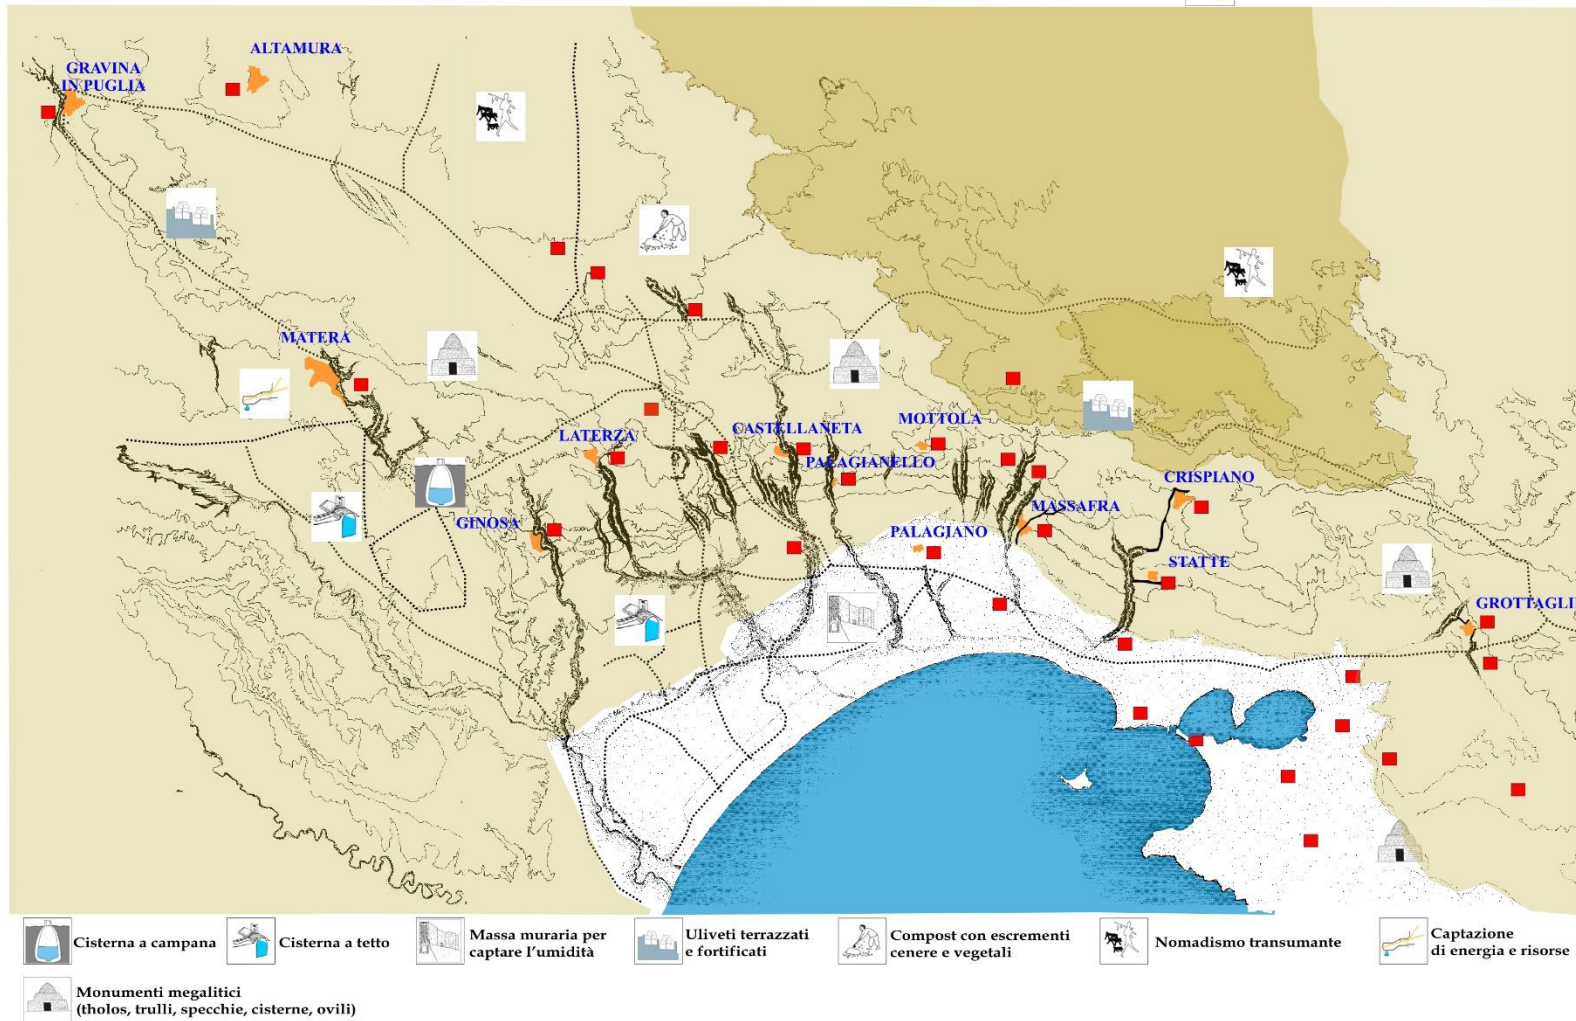 ALTAMURA
GRAVINA
IN PUGLIA
MATERA
LATERZA
CASTELLANETA
MOTTOLA
PALAGIANELLO
CRISPIANO
GINOSA
MASSAFRA
PALAGIANO
STATTE
GROTTAGLIE
Cisterna a campana
Cisterna a tetto
Massa muraria per
captare l'umidità
Uliveti terrazzati
e fortificati
Compost con escrementi
cenere e vegetali
Nomadismo transumante
Captazione
di energia e risorse
Monumenti megalitici
(tholos, trulli, specchie, cisterne, ovili)